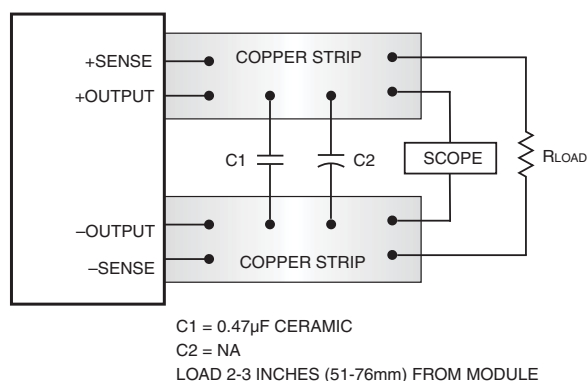 +SENSE
COPPER STRIP
+OUTPUT
C1
C2
SCOPE
RLOAD
–OUTPUT
–SENSE
COPPER STRIP
C1 = 0.47µF CERAMIC
C2 = NA
LOAD 2-3 INCHES (51-76mm) FROM MODULE